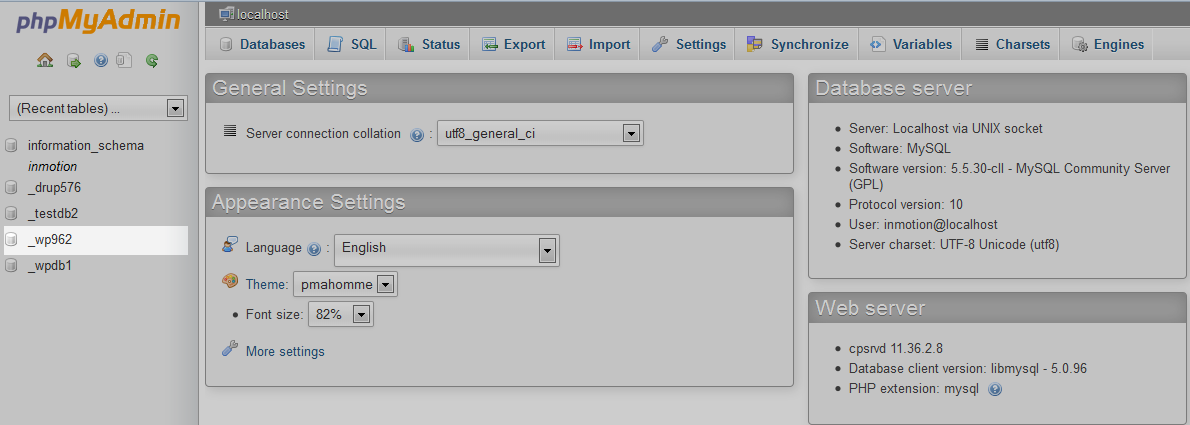 phpMyAdmin
(Recent tables) ...
information_schema
inmotion
_drup576
_testdb2
_wp962
_wpdb1
localhost
Databases SQL Status Export Import Settings Synchronize Variables Charsets Engines
General Settings
Server connection collation : utf8_general_ci
Appearance Settings
Language : English
Theme: pmahomme
Font size: 82%
More settings
Database server
Server: Localhost via UNIX socket
Software: MySQL
Software version: 5.5.30-cll - MySQL Community Server
(GPL)
Protocol version: 10
User: inmotion@localhost
Server charset: UTF-8 Unicode (utf8)
Web server
cpsrvd 11.36.2.8
Database client version: libmysql - 5.0.96
PHP extension: mysql